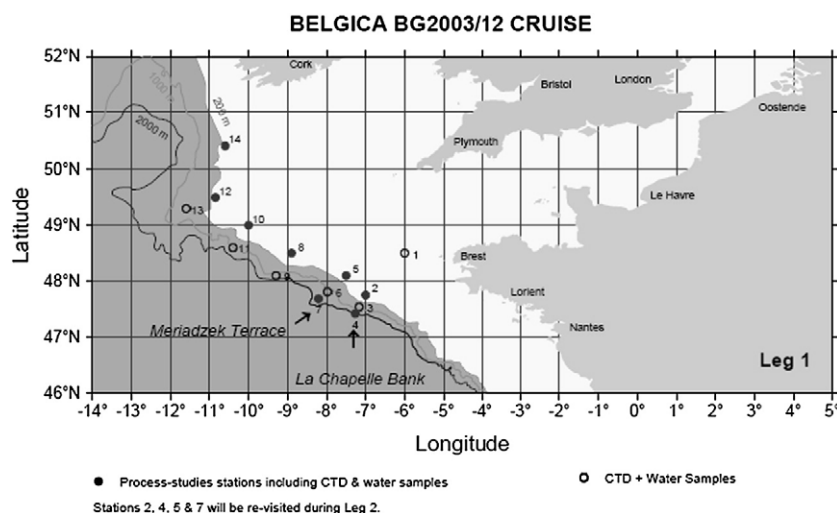 BELGICA BG2003/12 CRUISE
52°N
51°N
50°N
49°N
48°N
47°N
46°N
Latitude
Cork
Bristol
London
Oostende
Plymouth
Le Havre
Brest
Lorient
Nantes
1000 m
200 m
2000 m
14
12
13
10
11
8
9
5
6
7
2
3
4
1
Meriadzek Terrace
La Chapelle Bank
Leg 1
-14° -13° -12° -11° -10° -9° -8° -7° -6° -5° -4° -3° -2° -1° 0° 1° 2° 3° 4° 5°
Longitude
Process-studies stations including CTD & water samples
CTD + Water Samples
Stations 2, 4, 5 & 7 will be re-visited during Leg 2.